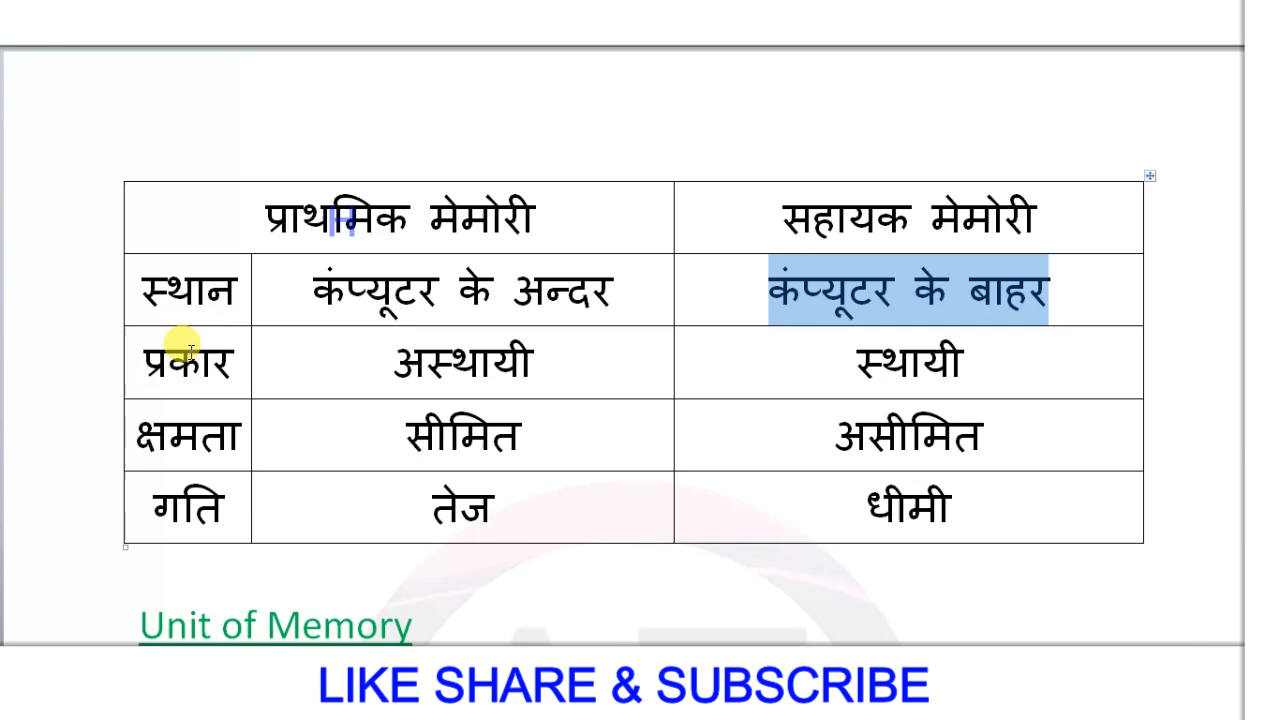 प्राथमिक मेमोरी सहायक मेमोरी
स्थान कंप्यूटर के अन्दर कंप्यूटर के बाहर
प्रकार अस्थायी स्थायी
क्षमता सीमित असीमित
गति तेज धीमी
Unit of Memory
LIKE SHARE & SUBSCRIBE